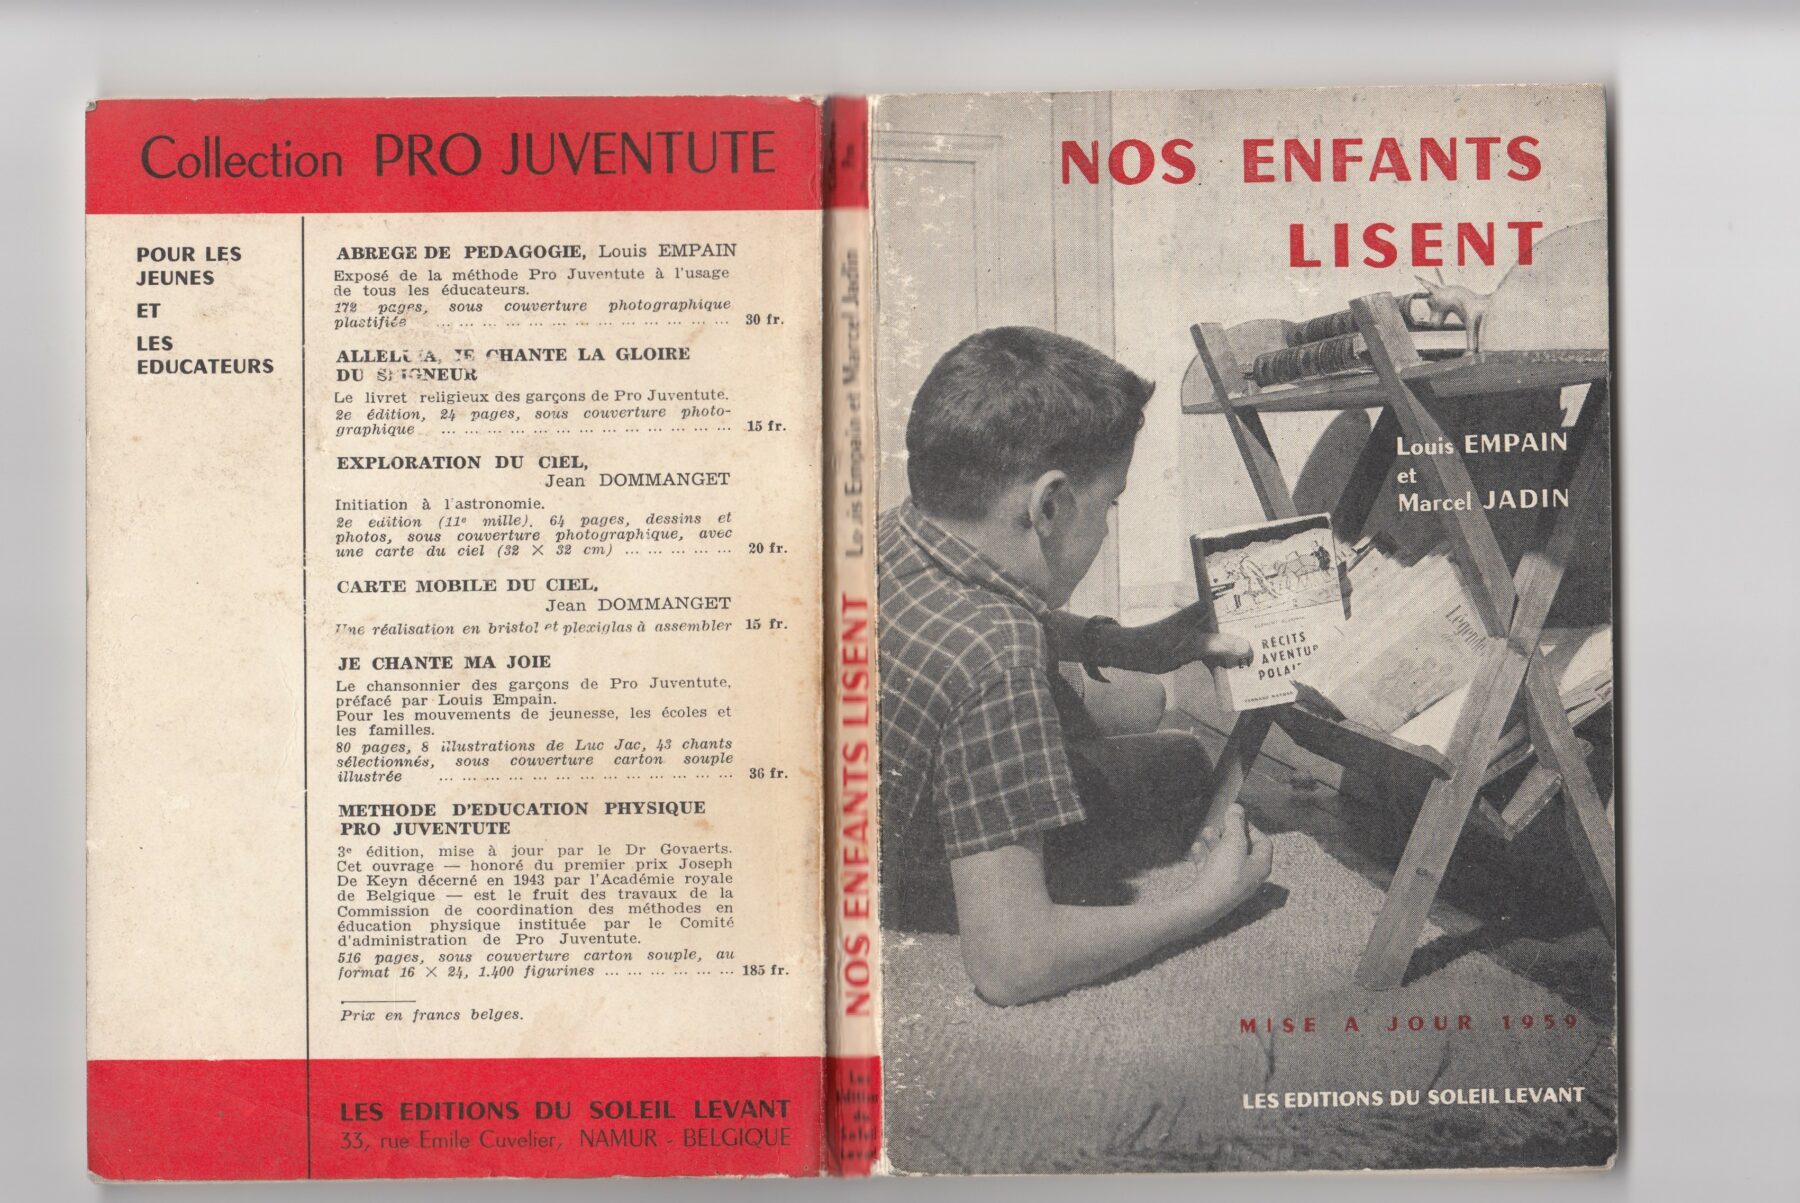 Collection PRO JUVENTUTE
POUR LES
JEUNES
ET
LES
EDUCATEURS
ABREGE DE PEDAGOGIE, Louis EMPAIN
Exposé de la méthode Pro Juventute à l'usage
de tous les éducateurs.
172 pages, sous couverture photographique
plastifiée ... ... ... ... ... ... ... ... ... ... ... ... ... 30 fr.
ALLELUIA, JE CHANTE LA GLOIRE
DU SEIGNEUR
Le livret religieux des garçons de Pro Juventute.
2e édition, 24 pages, sous couverture photo-
graphique ... ... ... ... ... ... ... ... ... ... ... ... ... 15 fr.
EXPLORATION DU CIEL,
Jean DOMMANGET
Initiation à l'astronomie.
2e edition (11e mille). 64 pages, dessins et
photos, sous couverture photographique, avec
une carte du ciel (32 × 32 cm) ... ... ... ... ... 20 fr.
CARTE MOBILE DU CIEL,
Jean DOMMANGET
Une réalisation en bristol et plexiglas à assembler 15 fr.
JE CHANTE MA JOIE
Le chansonnier des garçons de Pro Juventute,
préfacé par Louis Empain.
Pour les mouvements de jeunesse, les écoles et
les familles.
80 pages, 8 illustrations de Luc Jac, 43 chants
sélectionnés, sous couverture carton souple
illustrée ... ... ... ... ... ... ... ... ... ... ... ... ... 36 fr.
METHODE D'EDUCATION PHYSIQUE
PRO JUVENTUTE
3e édition, mise à jour par le Dr Govaerts.
Cet ouvrage — honoré du premier prix Joseph
De Keyn décerné en 1943 par l'Académie royale
de Belgique — est le fruit des travaux de la
Commission de coordination des méthodes en
éducation physique instituée par le Comité
d'administration de Pro Juventute.
516 pages, sous couverture carton souple, au
format 16 × 24, 1.400 figurines ... ... ... ... ... ... 185 fr.
Prix en francs belges.
LES EDITIONS DU SOLEIL LEVANT
33, rue Emile Cuvelier, NAMUR - BELGIQUE
NOS ENFANTS LISENT Louis Empain et Marcel Jadin
NOS ENFANTS
LISENT
Louis EMPAIN
et
Marcel JADIN
Légendes
RÉCITS
ET AVENTUR
POLAI
FERNAND NATHAN
MISE A JOUR 1959
LES EDITIONS DU SOLEIL LEVANT